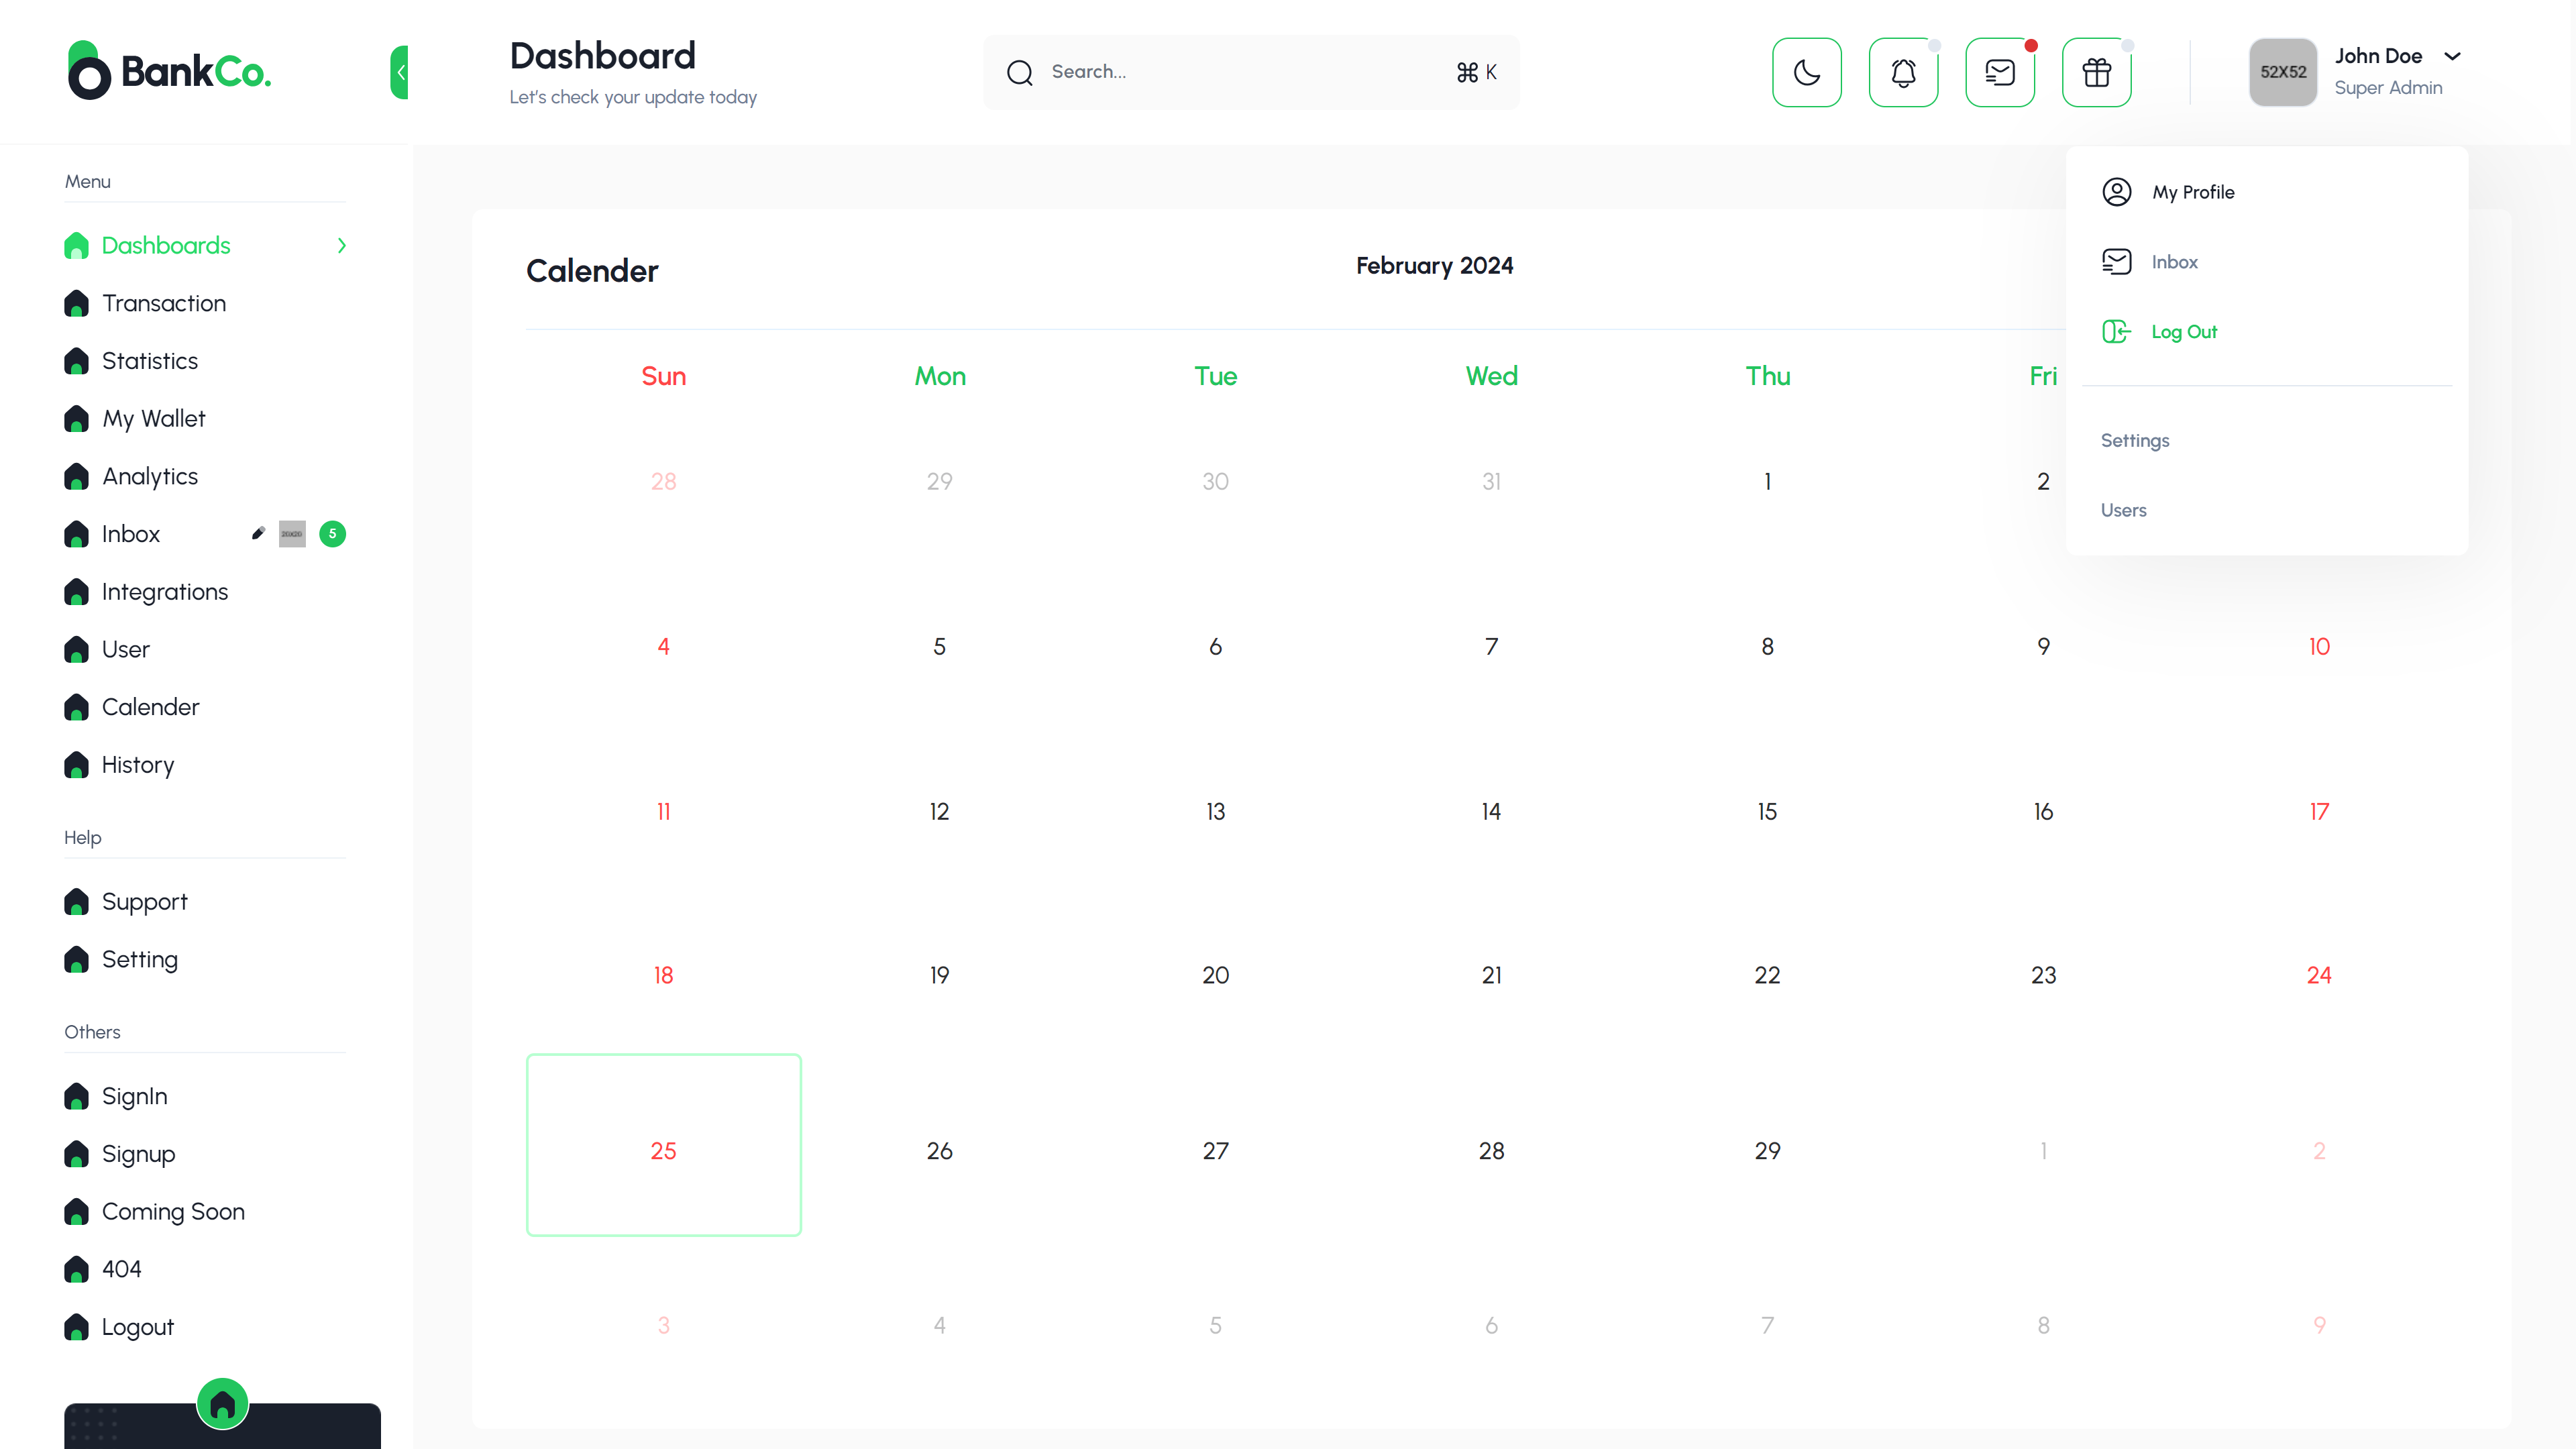 BankCo.
Dashboard
Let's check your update today
Search...
⌘ K
52X52
John Doe
Super Admin
Menu
Dashboards
Transaction
Statistics
My Wallet
Analytics
Inbox
20X20
5
Integrations
User
Calender
History
Help
Support
Setting
Others
SignIn
Signup
Coming Soon
404
Logout
Calender
February 2024
Sun Mon Tue Wed Thu Fri
28 29 30 31 1 2
4 5 6 7 8 9 10
11 12 13 14 15 16 17
18 19 20 21 22 23 24
25 26 27 28 29 1 2
3 4 5 6 7 8 9
My Profile
Inbox
Log Out
Settings
Users